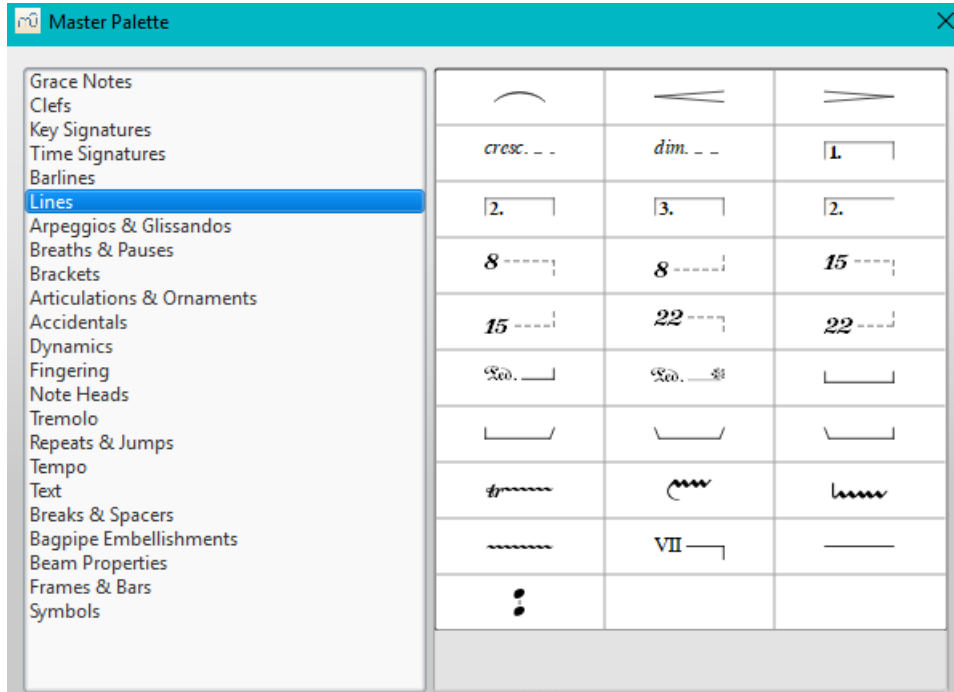 Master Palette
Grace Notes
Clefs
Key Signatures
Time Signatures
Barlines
Lines
Arpeggios & Glissandos
Breaths & Pauses
Brackets
Articulations & Ornaments
Accidentals
Dynamics
Fingering
Note Heads
Tremolo
Repeats & Jumps
Tempo
Text
Breaks & Spacers
Bagpipe Embellishments
Beam Properties
Frames & Bars
Symbols
cresc. dim. 1.
2. 3. 2.
8 8 15
15 22 22
Ped. Ped.
tr
VII